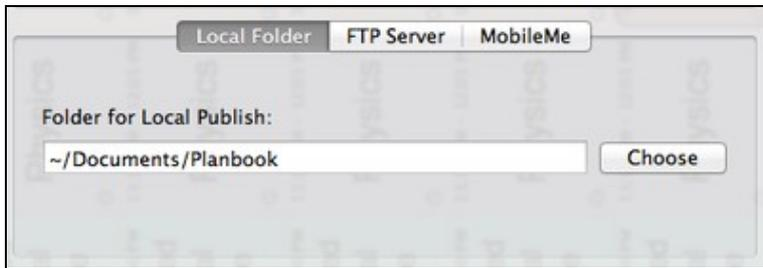 Local Folder FTP Server MobileMe
Folder for Local Publish:
~/Documents/Planbook Choose